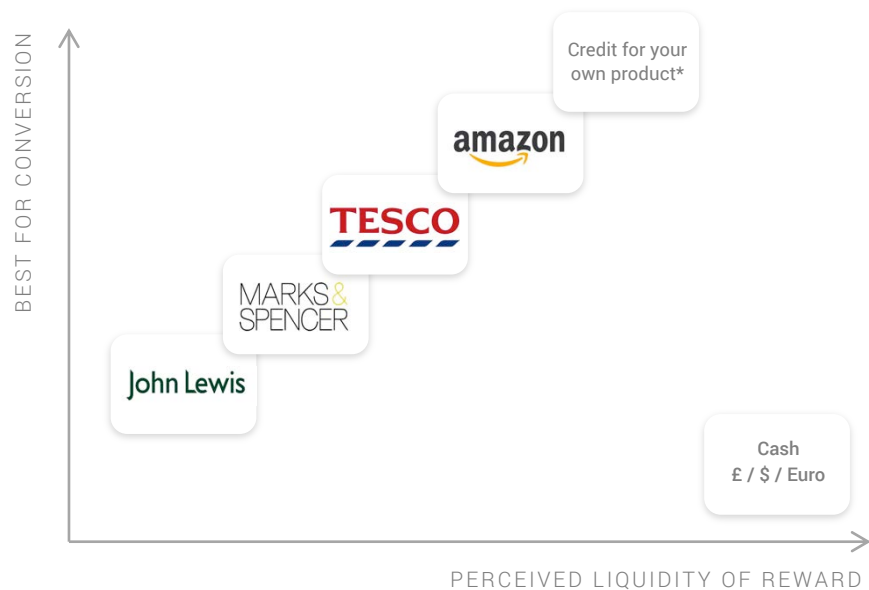 BEST FOR CONVERSION
Credit for your
own product*
amazon
TESCO
MARKS&
SPENCER
John Lewis
Cash
£ / $ / Euro
PERCEIVED LIQUIDITY OF REWARD